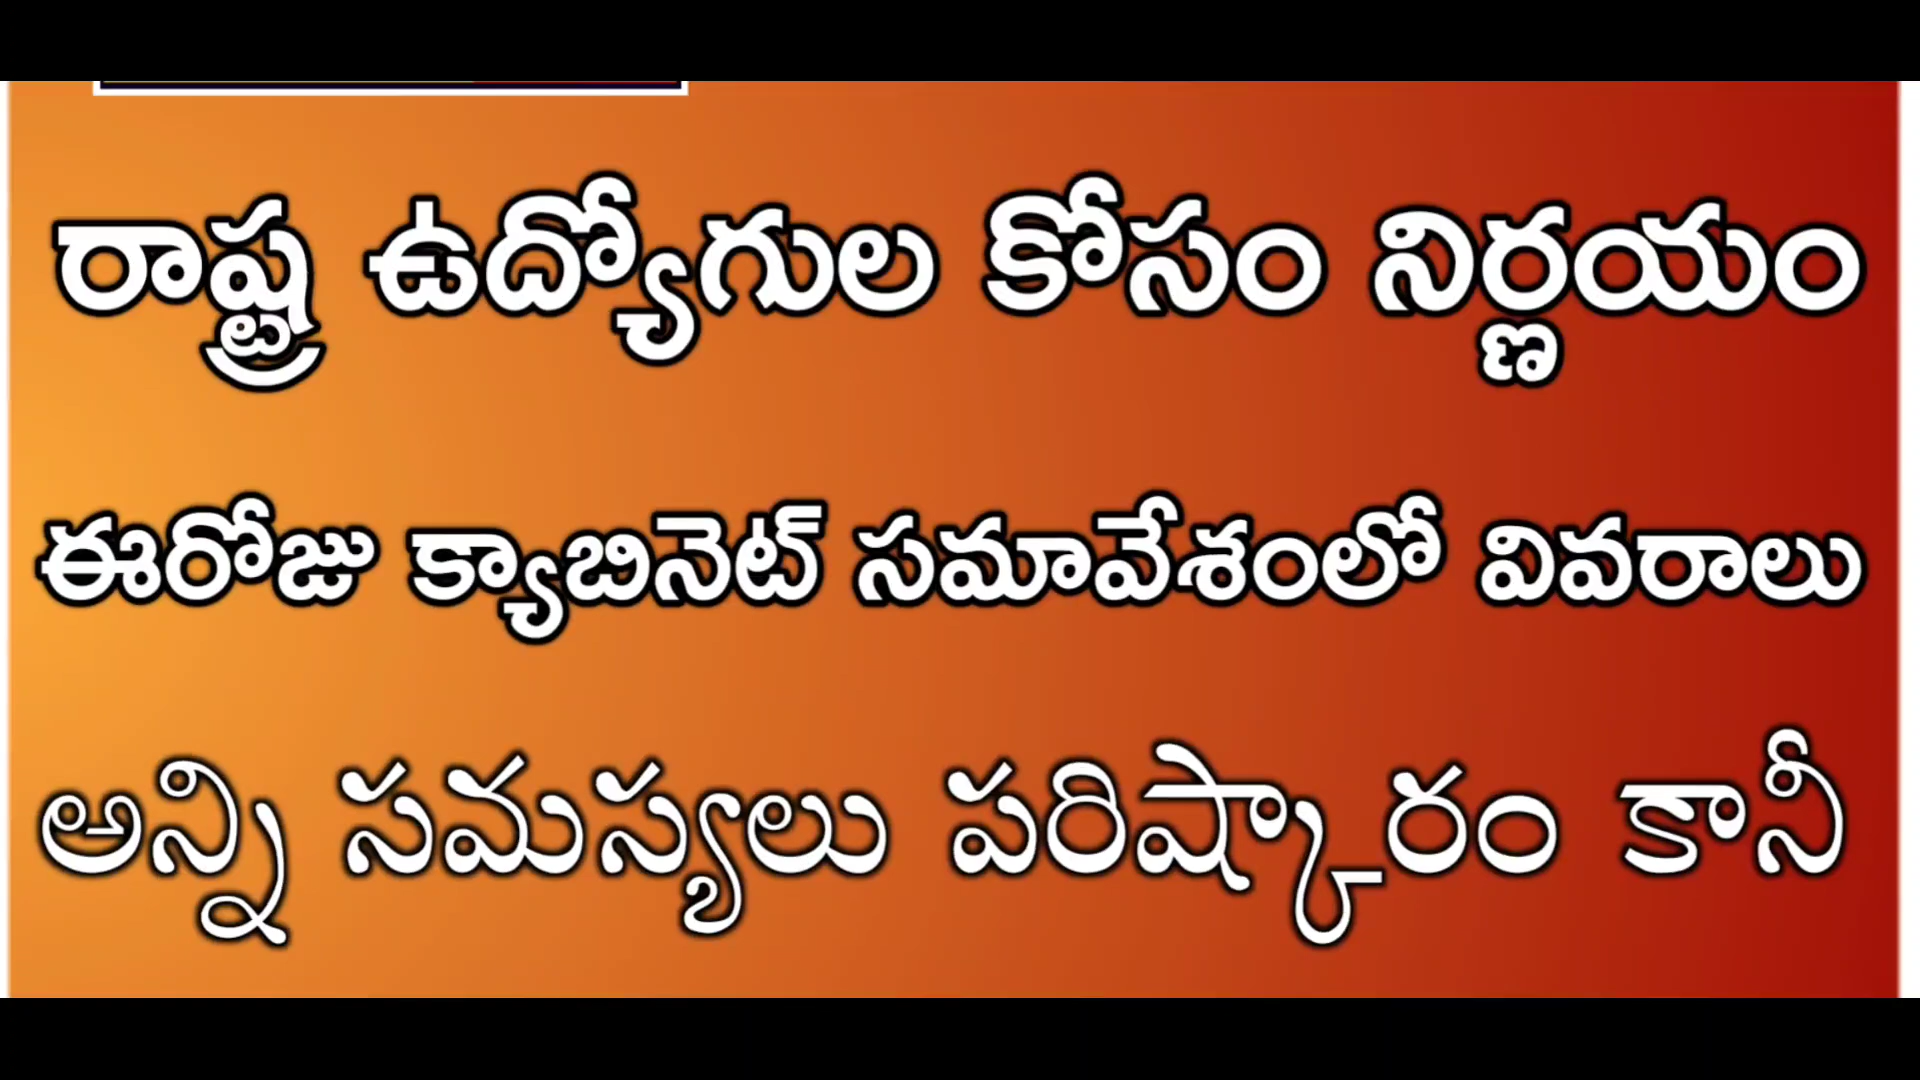 రాష్ట్ర ఉద్యోగుల కోసం నిర్ణయం
ఈరోజు క్యాబినెట్ సమావేశంలో వివరాలు
అన్ని సమస్యలు పరిష్కారం కానీ